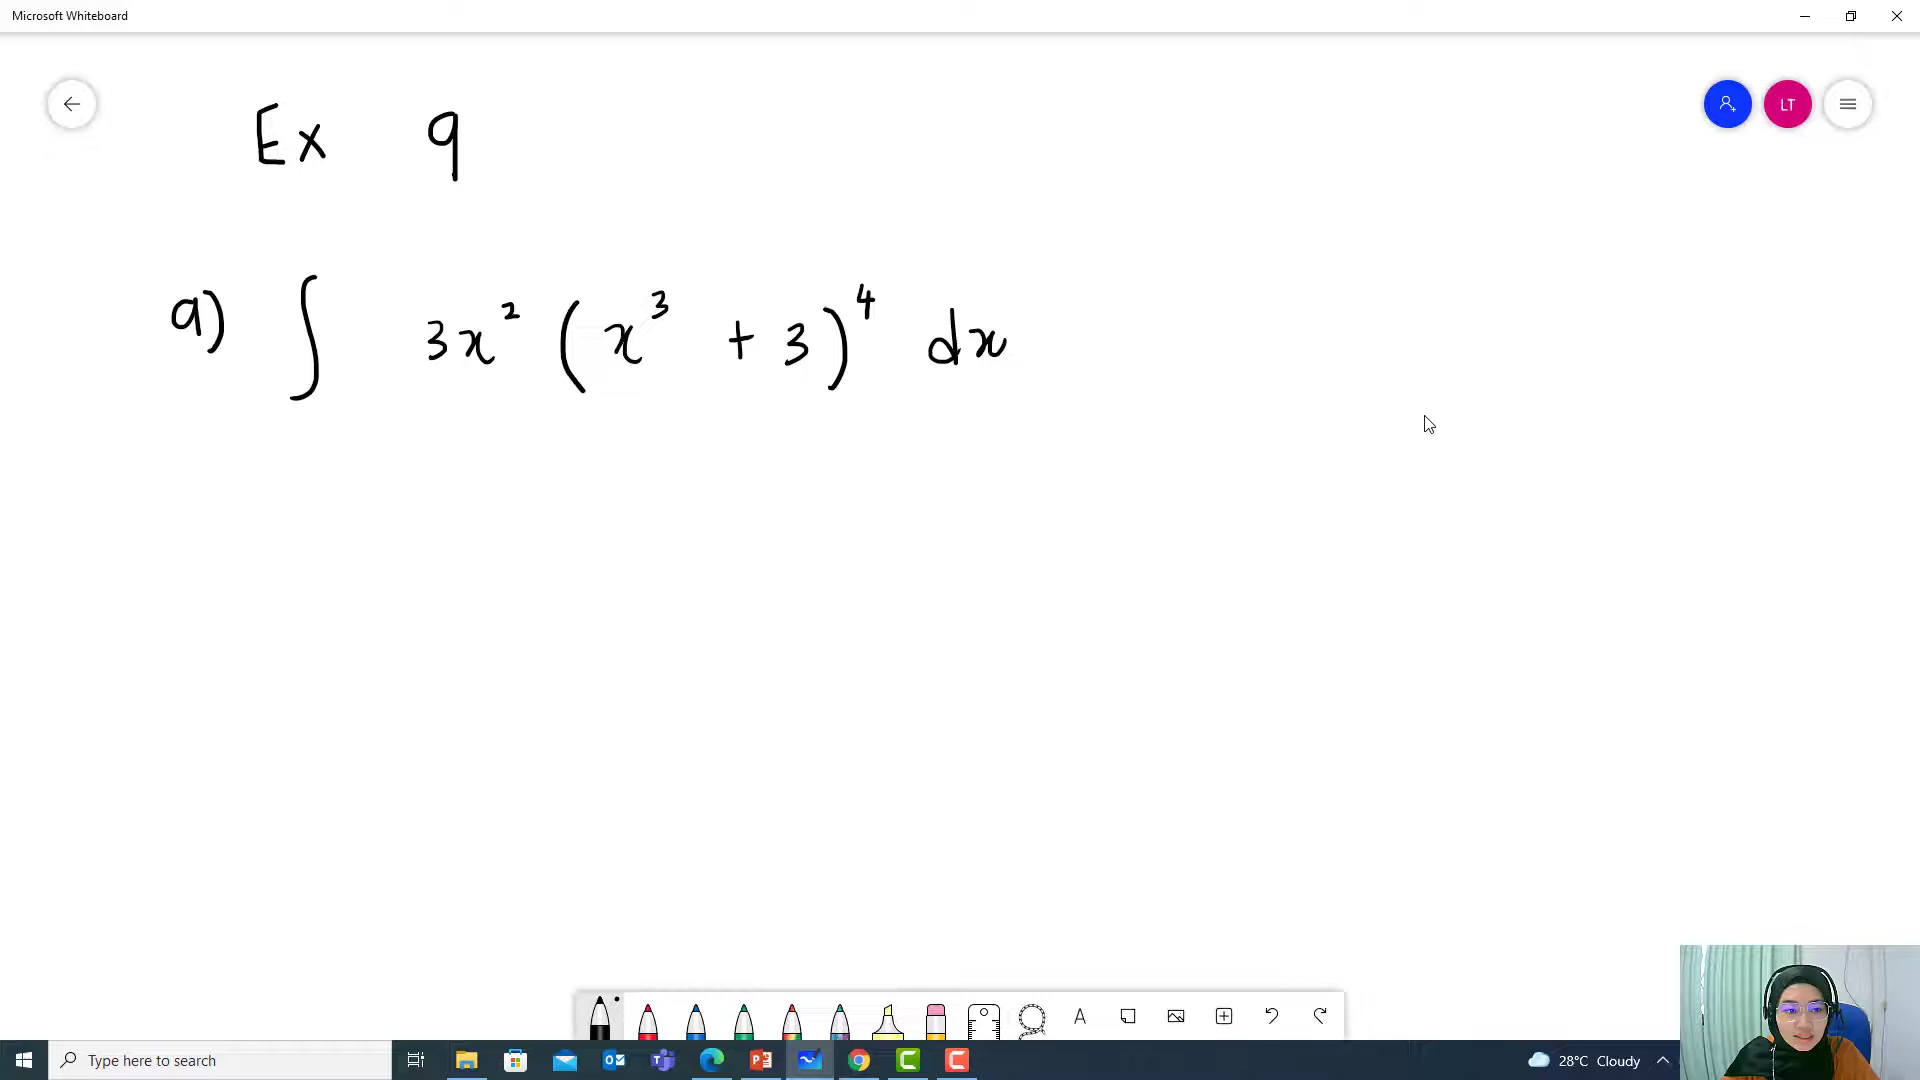 Microsoft Whiteboard
LT
Ex 9
a) ∫ 3x² (x³ + 3)⁴ dx
A
Type here to search
28°C Cloudy